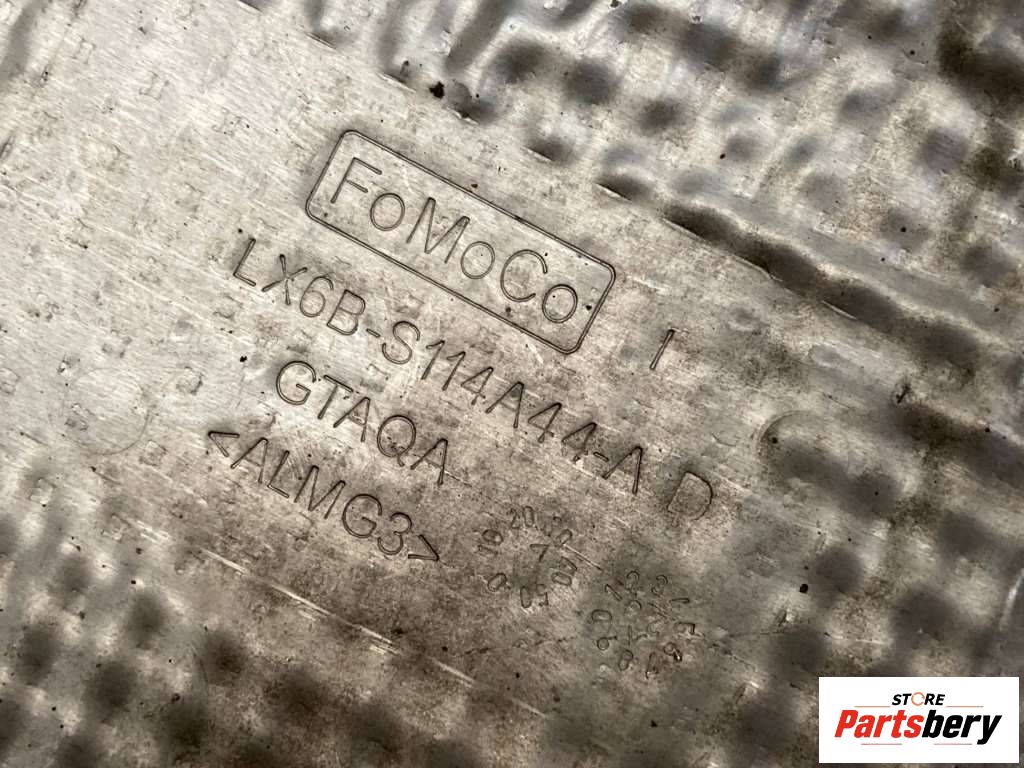 FoMoCo
I
LX6B-S114A44-A D
GTAQA
<ALMG3>
STORE
Partsbery